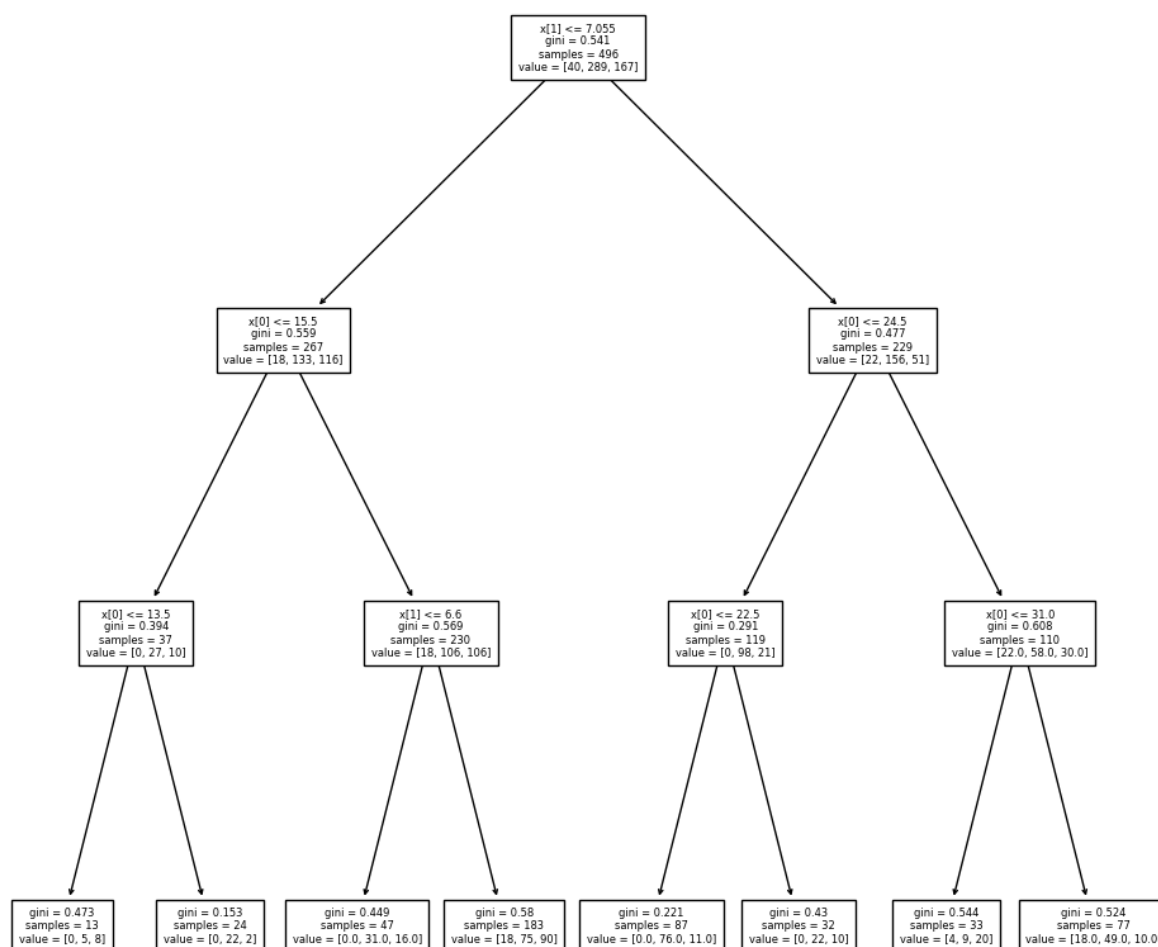 x[1] <= 7.055
gini = 0.541
samples = 496
value = [40, 289, 167]
x[0] <= 15.5
gini = 0.559
samples = 267
value = [18, 133, 116]
x[0] <= 24.5
gini = 0.477
samples = 229
value = [22, 156, 51]
x[0] <= 13.5
gini = 0.394
samples = 37
value = [0, 27, 10]
x[1] <= 6.6
gini = 0.569
samples = 230
value = [18, 106, 106]
x[0] <= 22.5
gini = 0.291
samples = 119
value = [0, 98, 21]
x[0] <= 31.0
gini = 0.608
samples = 110
value = [22.0, 58.0, 30.0]
gini = 0.473
samples = 13
value = [0, 5, 8]
gini = 0.153
samples = 24
value = [0, 22, 2]
gini = 0.449
samples = 47
value = [0.0, 31.0, 16.0]
gini = 0.58
samples = 183
value = [18, 75, 90]
gini = 0.221
samples = 87
value = [0.0, 76.0, 11.0]
gini = 0.43
samples = 32
value = [0, 22, 10]
gini = 0.544
samples = 33
value = [4, 9, 20]
gini = 0.524
samples = 77
value = [18.0, 49.0, 10.0]